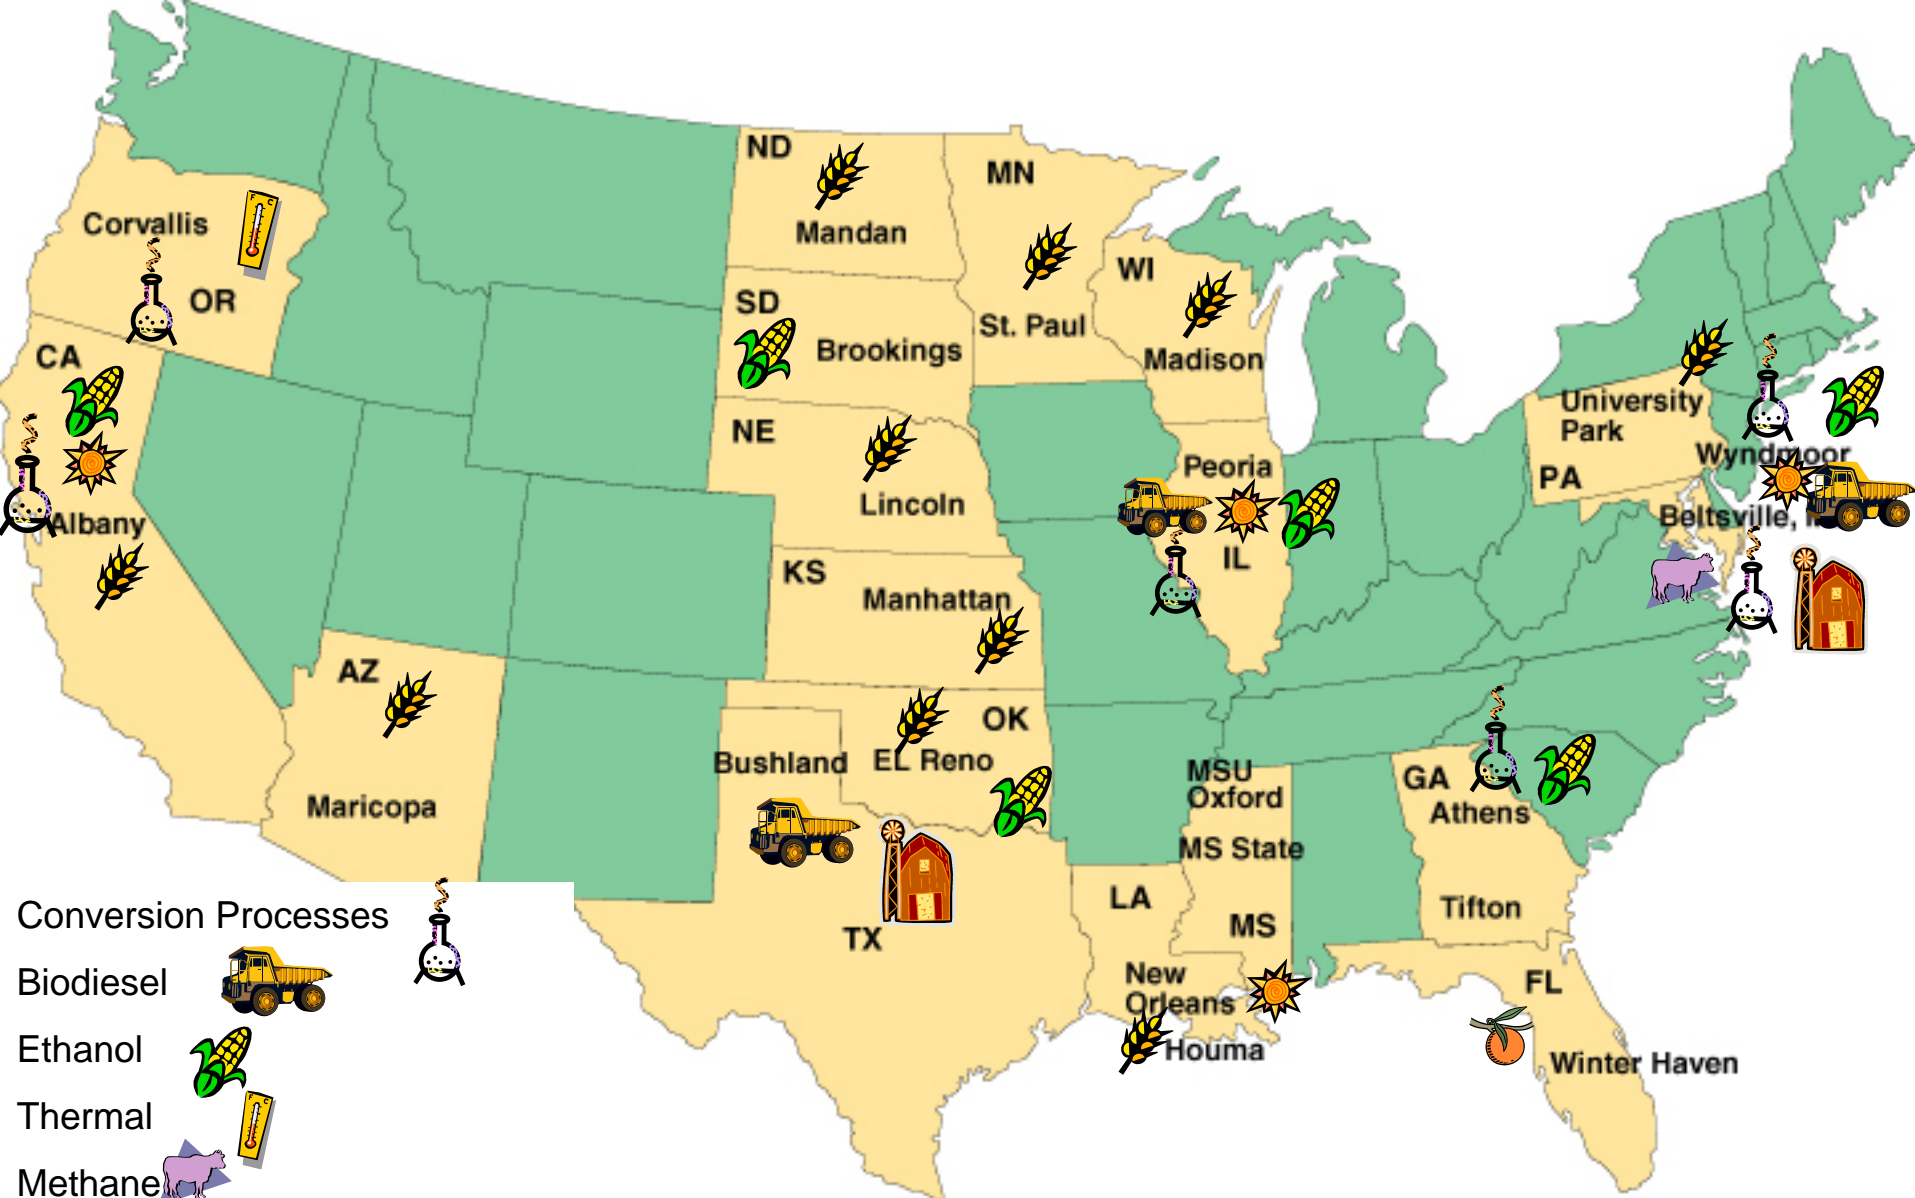 ND
MN
Corvallis
Mandan
WI
OR
SD
St. Paul
Brookings
CA
Madison
University
Park
NE
Wyndmoor
Peoria
PA
Lincoln
Beltsville,
Albany
IL
KS
Manhattan
AZ
OK
Bushland
EL Reno
MSU
Oxford
GA
Athens
Maricopa
MS State
LA
Tifton
MS
TX
New
Orleans
FL
Houma
Winter Haven
Conversion Processes
Biodiesel
Ethanol
Thermal
Methane
F C
F C